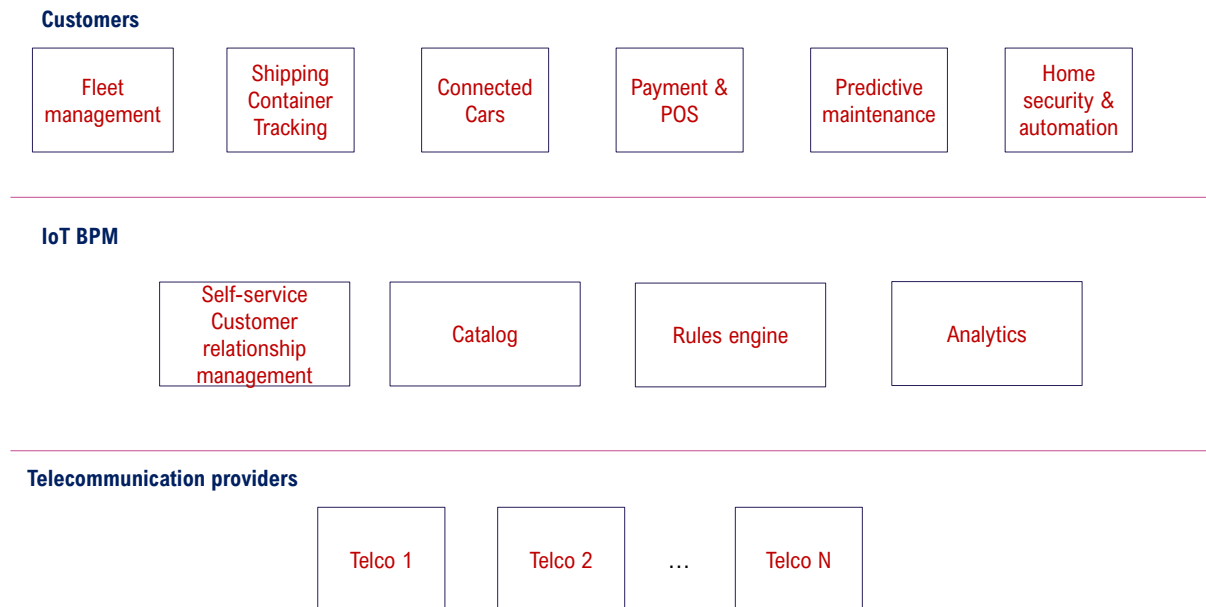 Customers
Fleet
management
Shipping
Container
Tracking
Connected
Cars
Payment &
POS
Predictive
maintenance
Home
security &
automation
IoT BPM
Self-service
Customer
relationship
management
Catalog
Rules engine
Analytics
Telecommunication providers
Telco 1
Telco 2
...
Telco N